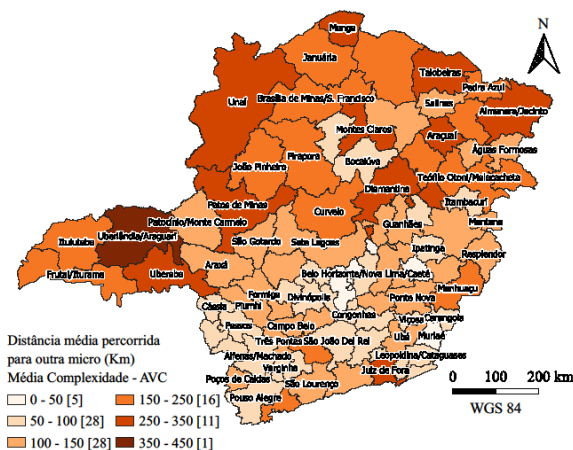 N
Manga
Januária
Taiobeiras
Pedra Azul
Unaí
Brasília de Minas/S. Francisco
Salinas
Almenara/Jacinto
Montes Claros
Araçuaí
Águas Formosas
Pirapora
João Pinheiro
Bocaiúva
Teófilo Otoni/Malacacheta
Diamantina
Itambacuri
Patos de Minas
Curvelo
Patrocínio/Monte Carmelo
Guanhães
Mantena
Uberlândia/Araguari
Ituiutaba
São Gotardo
Sete Lagoas
Ipatinga
Resplendor
Frutal/Iturama
Uberaba
Araxá
Belo Horizonte/Nova Lima/Caeté
Manhuaçu
Formiga
Divinópolis
Ponte Nova
Cássia
Piumhi
Congonhas
Viçosa
Carangola
Passos
Campo Belo
Ubá
Muriaé
Três Pontas
São João Del Rei
Alfenas/Machado
Leopoldina/Cataguases
Varginha
Juiz de Fora
Poços de Caldas
São Lourenço
Pouso Alegre
Distância média percorrida
para outra micro (Km)
Média Complexidade - AVC
0 - 50 [5]
150 - 250 [16]
50 - 100 [28]
250 - 350 [11]
100 - 150 [28]
350 - 450 [1]
0 100 200 km
WGS 84